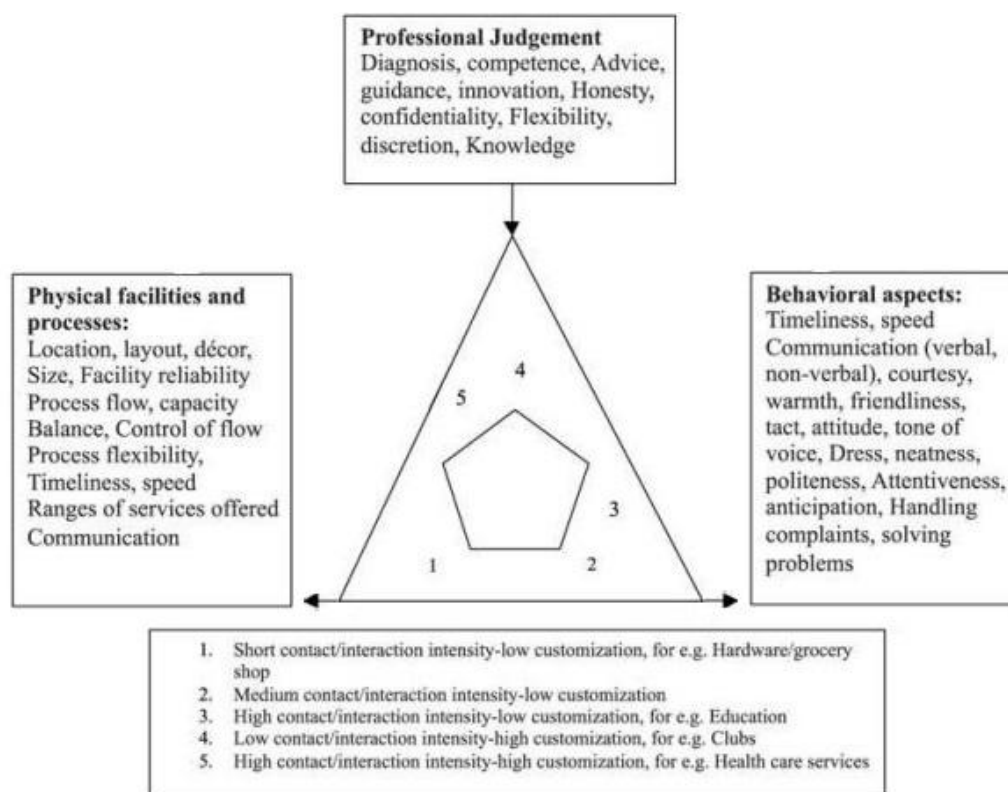 Professional Judgement
Diagnosis, competence, Advice,
guidance, innovation, Honesty,
confidentiality, Flexibility,
discretion, Knowledge
Physical facilities and
processes:
Location, layout, décor,
Size, Facility reliability
Process flow, capacity
Balance, Control of flow
Process flexibility,
Timeliness, speed
Ranges of services offered
Communication
Behavioral aspects:
Timeliness, speed
Communication (verbal,
non-verbal), courtesy,
warmth, friendliness,
tact, attitude, tone of
voice, Dress, neatness,
politeness, Attentiveness,
anticipation, Handling
complaints, solving
problems
4
5
3
1
2
1. Short contact/interaction intensity-low customization, for e.g. Hardware/grocery
shop
2. Medium contact/interaction intensity-low customization
3. High contact/interaction intensity-low customization, for e.g. Education
4. Low contact/interaction intensity-high customization, for e.g. Clubs
5. High contact/interaction intensity-high customization, for e.g. Health care services